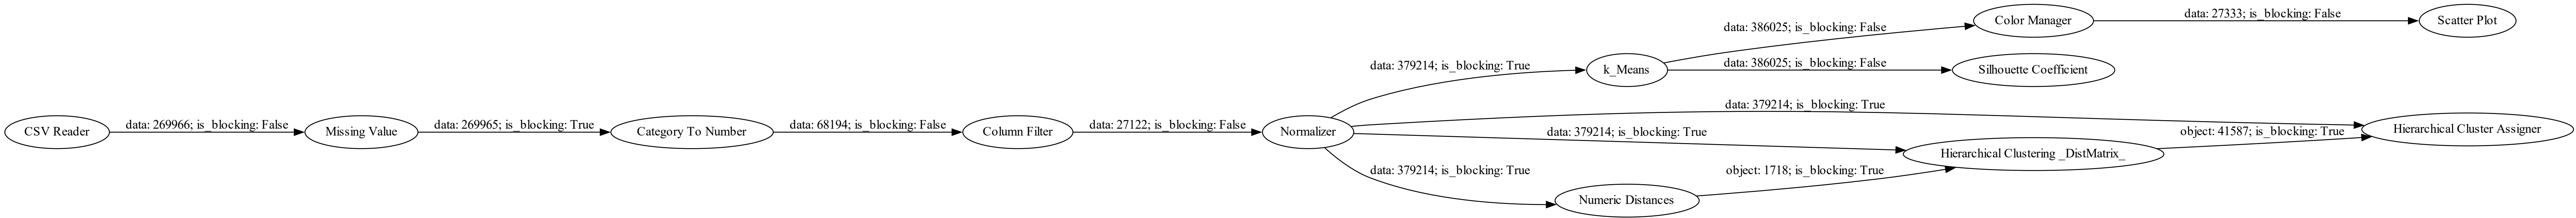 CSV Reader
data: 269966; is_blocking: False
Missing Value
data: 269965; is_blocking: True
Category To Number
data: 68194; is_blocking: False
Column Filter
data: 27122; is_blocking: False
Normalizer
data: 379214; is_blocking: True
k_Means
data: 386025; is_blocking: False
Color Manager
data: 27333; is_blocking: False
Scatter Plot
data: 386025; is_blocking: False
Silhouette Coefficient
data: 379214; is_blocking: True
data: 379214; is_blocking: True
Hierarchical Clustering _DistMatrix_
object: 41587; is_blocking: True
Hierarchical Cluster Assigner
data: 379214; is_blocking: True
Numeric Distances
object: 1718; is_blocking: True